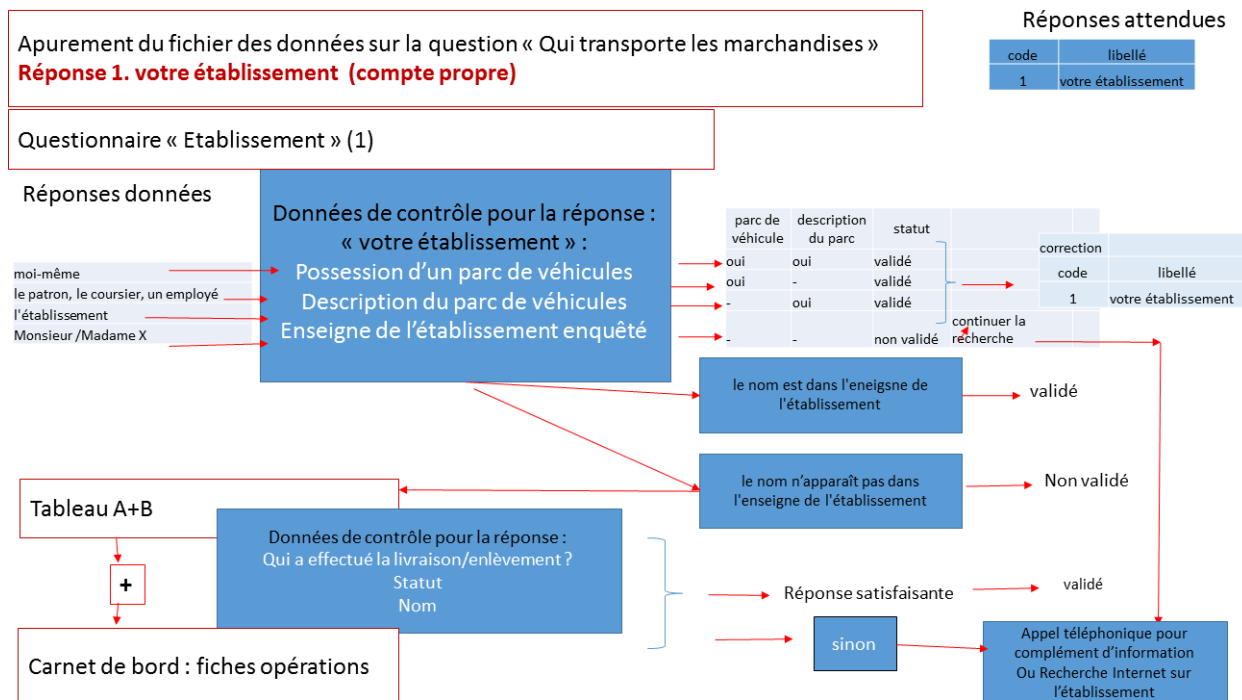 Apurement du fichier des données sur la question « Qui transporte les marchandises »
Réponse 1. votre établissement (compte propre)
Réponses attendues
code libellé
1 votre établissement
Questionnaire « Etablissement » (1)
Réponses données
moi-même
le patron, le coursier, un employé
l'établissement
Monsieur /Madame X
Données de contrôle pour la réponse :
« votre établissement » :
Possession d'un parc de véhicules
Description du parc de véhicules
Enseigne de l'établissement enquêté
parc de véhicule description du parc statut
oui oui validé
oui - validé
- oui validé
- - non validé continuer la recherche
correction
code libellé
1 votre établissement
le nom est dans l'eneigsne de
l'établissement
validé
le nom n'apparaît pas dans
l'enseigne de l'établissement
Non validé
Tableau A+B
+
Carnet de bord : fiches opérations
Données de contrôle pour la réponse :
Qui a effectué la livraison/enlèvement ?
Statut
Nom
Réponse satisfaisante
validé
sinon
Appel téléphonique pour
complément d'information
Ou Recherche Internet sur
l'établissement